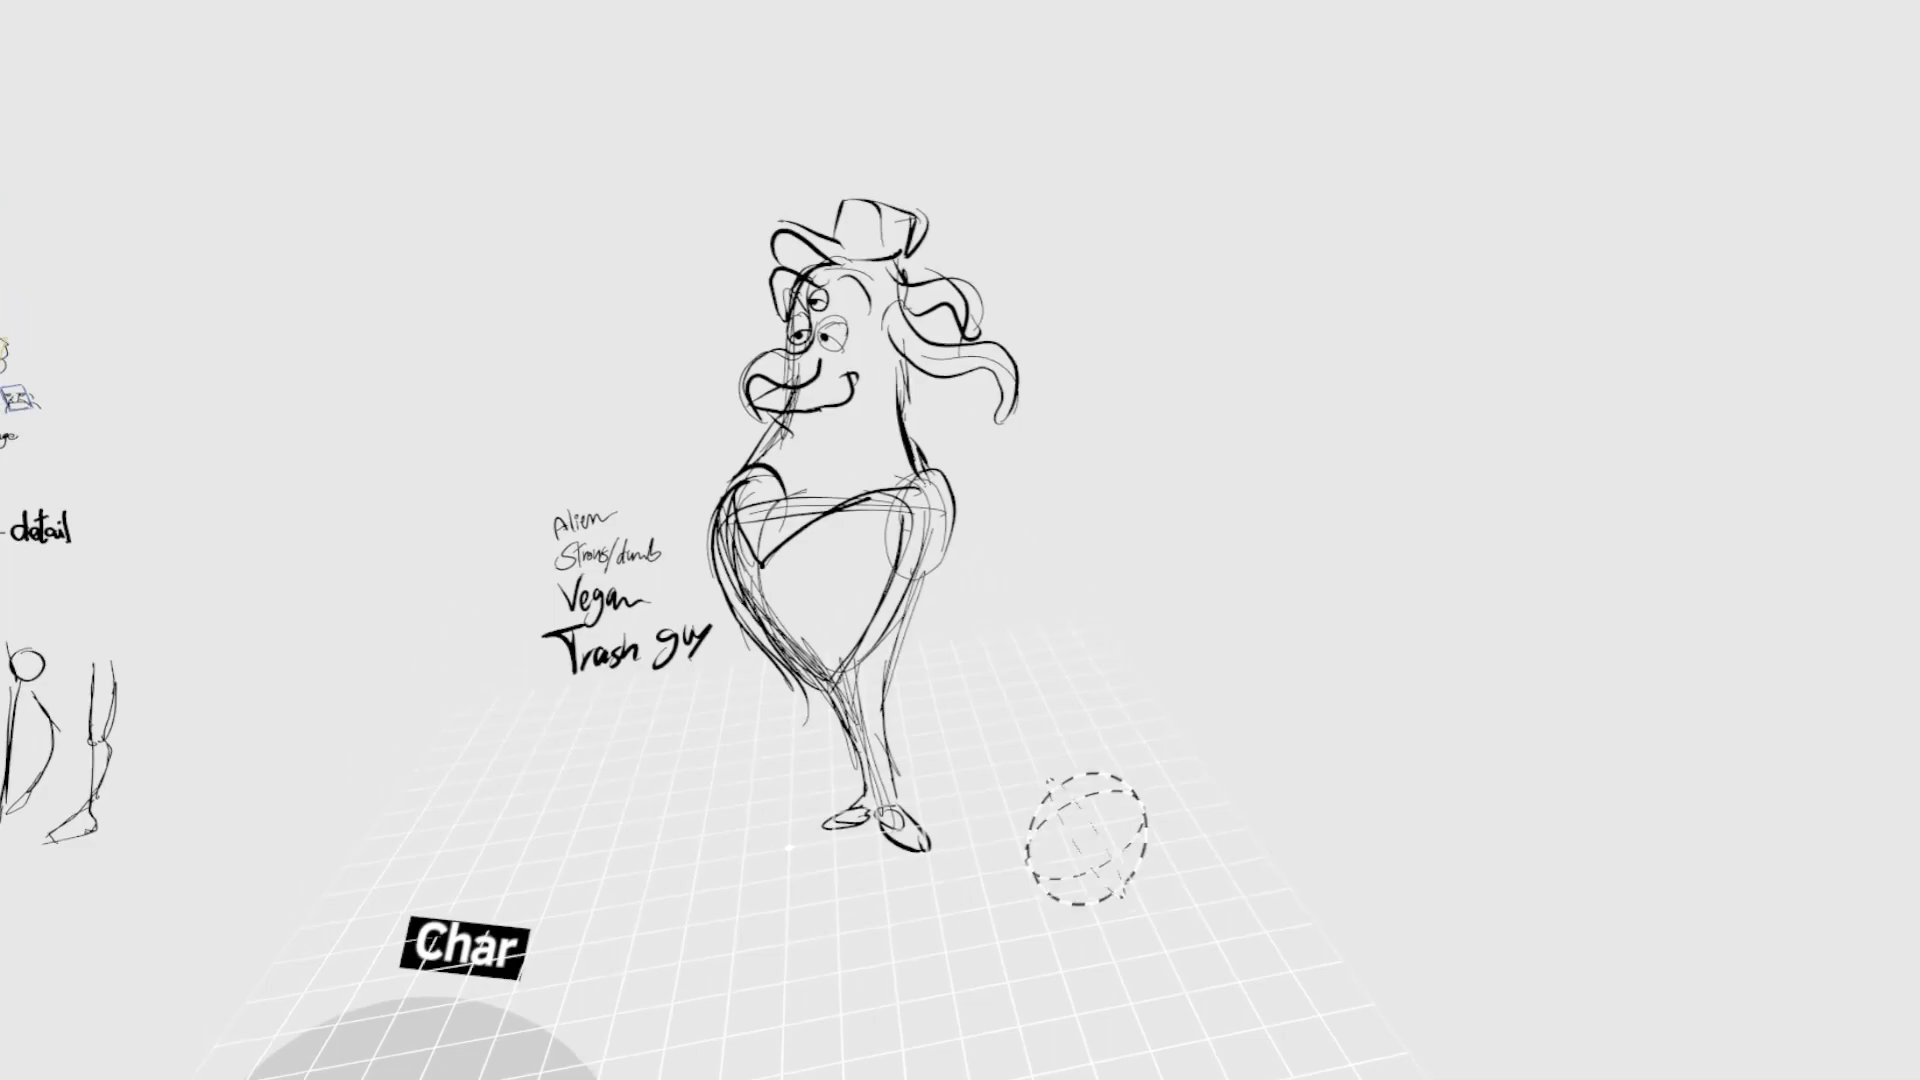 detail
Alien
Strong/dumb
Vegan
Trash guy
Char